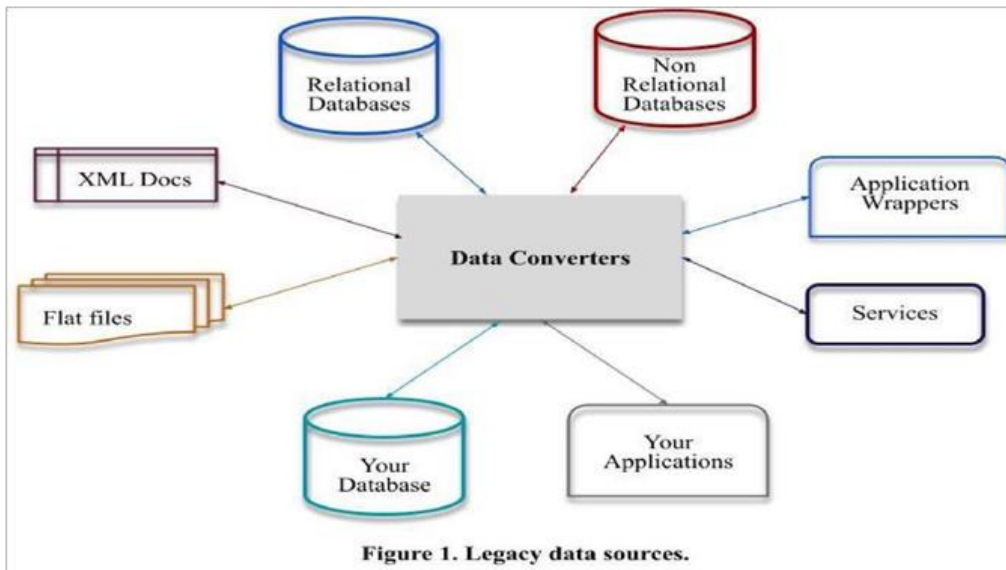 Relational
Databases
Non
Relational
Databases
XML Docs
Application
Wrappers
Data Converters
Flat files
Services
Your
Database
Your
Applications
Figure 1. Legacy data sources.